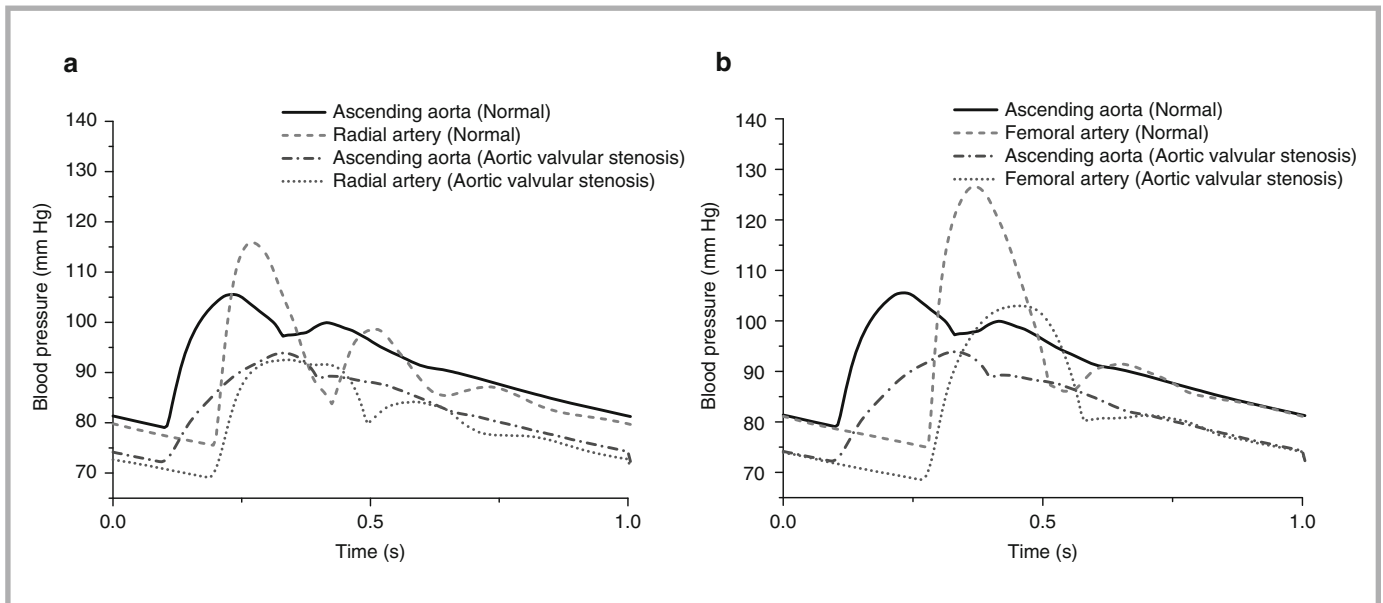 a
Ascending aorta (Normal)
Radial artery (Normal)
Ascending aorta (Aortic valvular stenosis)
Radial artery (Aortic valvular stenosis)
140
130
120
110
100
90
80
70
Blood pressure (mm Hg)
0.0
0.5
1.0
Time (s)
b
Ascending aorta (Normal)
Femoral artery (Normal)
Ascending aorta (Aortic valvular stenosis)
Femoral artery (Aortic valvular stenosis)
140
130
120
110
100
90
80
70
Blood pressure (mm Hg)
0.0
0.5
1.0
Time (s)